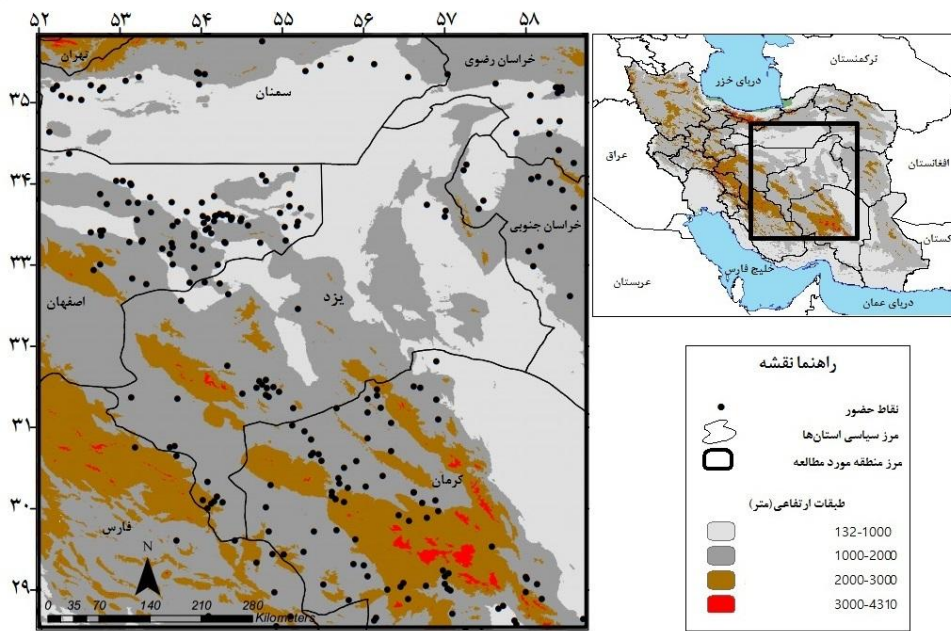 ۵۲ ۵۳ ۵۴ ۵۵ ۵۶ ۵۷ ۵۸
تهران
خراسان رضوی
سمنان
۳۵
۳۴
خراسان جنوبی
۳۳
یزد
اصفهان
۳۲
۳۱
کرمان
۳۰
فارس
N
۲۹
0 35 70 140 210 280
Kilometers
ترکمنستان
دریای خزر
افغانستان
عراق
کستان
خلیج فارس
عربستان
دریای عمان
راهنما نقشه
نقاط حضور
مرز سیاسی استان‌ها
مرز منطقه مورد مطالعه
طبقات ارتفاعی(متر)
132-1000
1000-2000
2000-3000
3000-4310